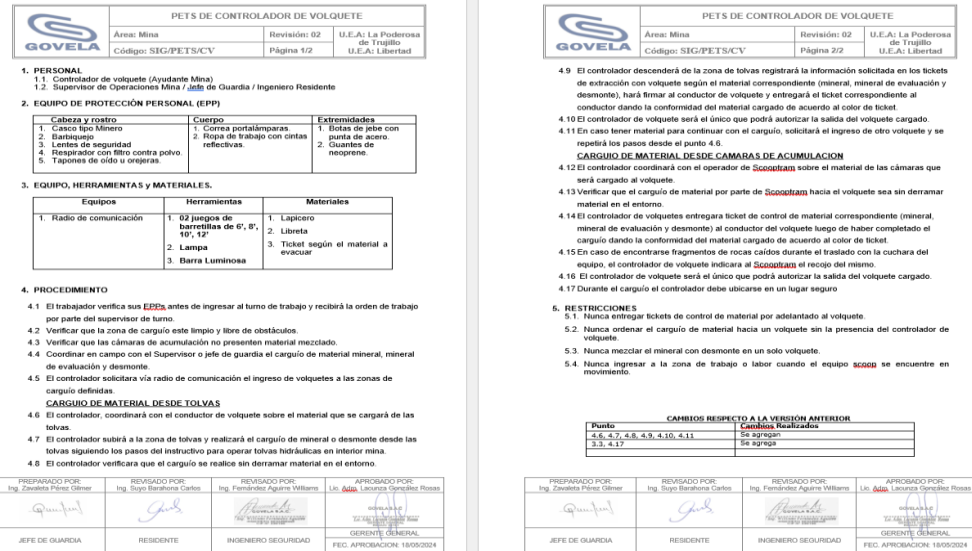 GOVELA
PETS DE CONTROLADOR DE VOLQUETE
Área: Mina
Revisión: 02
U.E.A: La Poderosa de Trujillo
U.E.A: Libertad
Código: SIG/PETS/CV
Página 1/2
1. PERSONAL
1.1. Controlador de volquete (Ayudante Mina)
1.2. Supervisor de Operaciones Mina / Jefe de Guardia / Ingeniero Residente
2. EQUIPO DE PROTECCIÓN PERSONAL (EPP)
Cabeza y rostro
1. Casco tipo Minero
2. Barbiquejo
3. Lentes de seguridad
4. Respirador con filtro contra polvo.
5. Tapones de oído u orejeras.
Cuerpo
1. Correa portalámparas.
2. Ropa de trabajo con cintas
reflectivas.
Extremidades
1. Botas de jebe con
punta de acero.
2. Guantes de
neoprene.
3. EQUIPO, HERRAMIENTAS y MATERIALES.
Equipos
1. Radio de comunicación
Herramientas
1. 02 juegos de
barretillas de 6', 8',
10', 12'
2. Lampa
3. Barra Luminosa
Materiales
1. Lapicero
2. Libreta
3. Ticket según el material a
evacuar
4. PROCEDIMIENTO
4.1 El trabajador verifica sus EPPs antes de ingresar al turno de trabajo y recibirá la orden de trabajo
por parte del supervisor de turno.
4.2 Verificar que la zona de carguío este limpio y libre de obstáculos.
4.3 Verificar que las cámaras de acumulación no presenten material mezclado.
4.4 Coordinar en campo con el Supervisor o jefe de guardia el carguío de material mineral, mineral
de evaluación y desmonte.
4.5 El controlador solicitara vía radio de comunicación el ingreso de volquetes a las zonas de
carguío definidas.
CARGUIO DE MATERIAL DESDE TOLVAS
4.6 El controlador, coordinará con el conductor de volquete sobre el material que se cargará de las
tolvas.
4.7 El controlador subirá a la zona de tolvas y realizará el carguío de mineral o desmonte desde las
tolvas siguiendo los pasos del instructivo para operar tolvas hidráulicas en interior mina.
4.8 El controlador verificara que el carguío se realice sin derramar material en el entorno.
PREPARADO POR:
Ing. Zavaleta Pérez Gilmer
JEFE DE GUARDIA
REVISADO POR:
Ing. Suyo Barahona Carlos
RESIDENTE
REVISADO POR:
Ing. Fernández Aguirre Williams
INGENIERO SEGURIDAD
APROBADO POR:
Lic. Adm. Lacunza González Rosas
GERENTE GENERAL
FEC. APROBACION: 18/05/2024
GOVELA
PETS DE CONTROLADOR DE VOLQUETE
Área: Mina
Revisión: 02
U.E.A: La Poderosa de Trujillo
U.E.A: Libertad
Código: SIG/PETS/CV
Página 2/2
4.9 El controlador descenderá de la zona de tolvas registrará la información solicitada en los tickets
de extracción con volquete según el material correspondiente (mineral, mineral de evaluación y
desmonte), hará firmar al conductor de volquete y entregará el ticket correspondiente al
conductor dando la conformidad del material cargado de acuerdo al color de ticket.
4.10 El controlador de volquete será el único que podrá autorizar la salida del volquete cargado.
4.11 En caso tener material para continuar con el carguío, solicitará el ingreso de otro volquete y se
repetirá los pasos desde el punto 4.6.
CARGUIO DE MATERIAL DESDE CAMARAS DE ACUMULACION
4.12 El controlador coordinará con el operador de Scooptram sobre el material de las cámaras que
será cargado al volquete.
4.13 Verificar que el carguío de material por parte de Scooptram hacia el volquete sea sin derramar
material en el entorno.
4.14 El controlador de volquetes entregara ticket de control de material correspondiente (mineral,
mineral de evaluación y desmonte) al conductor del volquete luego de haber completado el
carguío dando la conformidad del material cargado de acuerdo al color de ticket.
4.15 En caso de encontrarse fragmentos de rocas caídos durante el traslado con la cuchara del
equipo, el controlador de volquete indicara al Scooptram el recojo del mismo.
4.16 El controlador de volquete será el único que podrá autorizar la salida del volquete cargado.
4.17 Durante el carguío el controlador debe ubicarse en un lugar seguro
5. RESTRICCIONES
5.1. Nunca entregar tickets de control de material por adelantado al volquete.
5.2. Nunca ordenar el carguío de material hacia un volquete sin la presencia del controlador de
volquete.
5.3. Nunca mezclar el mineral con desmonte en un solo volquete.
5.4. Nunca ingresar a la zona de trabajo o labor cuando el equipo scoop se encuentre en
movimiento.
CAMBIOS RESPECTO A LA VERSIÓN ANTERIOR
Punto
Cambios Realizados
4.6, 4.7, 4.8, 4.9, 4.10, 4.11
Se agregan
3.3, 4.17
Se agrega
PREPARADO POR:
Ing. Zavaleta Pérez Gilmer
JEFE DE GUARDIA
REVISADO POR:
Ing. Suyo Barahona Carlos
RESIDENTE
REVISADO POR:
Ing. Fernández Aguirre Williams
INGENIERO SEGURIDAD
APROBADO POR:
Lic. Adm. Lacunza González Rosas
GERENTE GENERAL
FEC. APROBACION: 18/05/2024